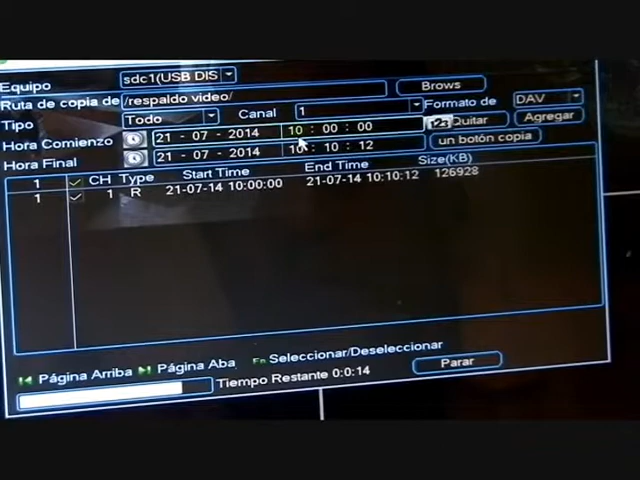 Equipo sdc1(USB DIS
Ruta de copia de /respaldo video/ Brows
Tipo Todo Canal 1 Formato de DAV
Hora Comienzo 21 - 07 - 2014 10 : 00 : 00 123 Quitar Agregar
Hora Final 21 - 07 - 2014 10 : 10 : 12 un botón copia
1 CH Type Start Time End Time Size(KB)
1 1 R 21-07-14 10:00:00 21-07-14 10:10:12 126928
Página Arriba Página Aba Fn Seleccionar/Deseleccionar
Tiempo Restante 0:0:14 Parar